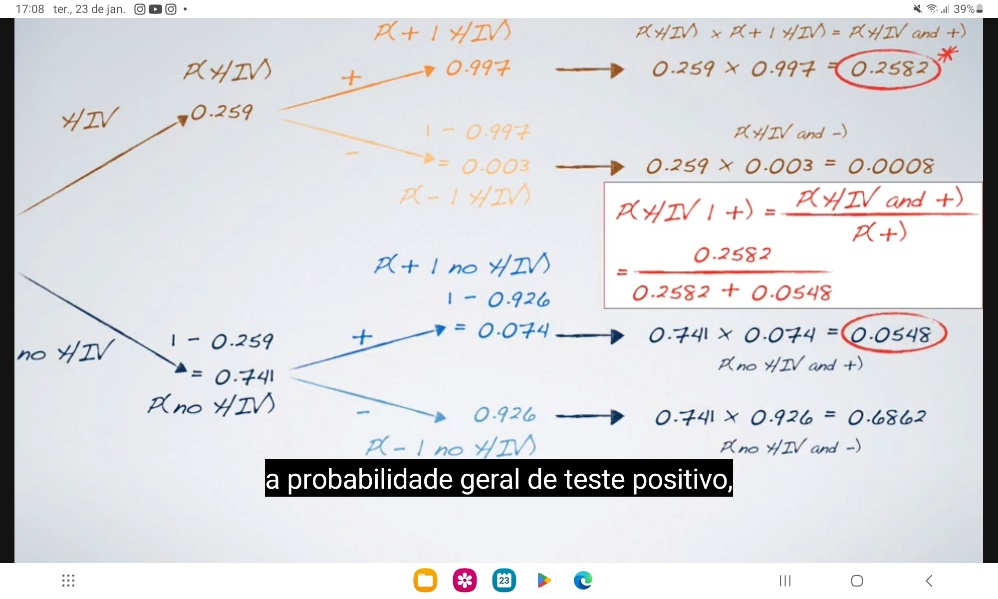 17:08 ter., 23 de jan.
39%
P(+ | HIV)
P(HIV) × P(+ | HIV) = P(HIV and +)
P(HIV)
+
0.997
0.259 × 0.997 = 0.2582*
HIV
0.259
1 - 0.997
P(HIV and -)
-
= 0.003
0.259 × 0.003 = 0.0008
P(- | HIV)
P(HIV | +) = P(HIV and +)
P(+)
= 0.2582
0.2582 + 0.0548
P(+ | no HIV)
1 - 0.926
+
= 0.074
0.741 × 0.074 = 0.0548
no HIV
1 - 0.259
P(no HIV and +)
= 0.741
P(no HIV)
-
0.926
0.741 × 0.926 = 0.6862
P(- | no HIV)
P(no HIV and -)
a probabilidade geral de teste positivo,
23